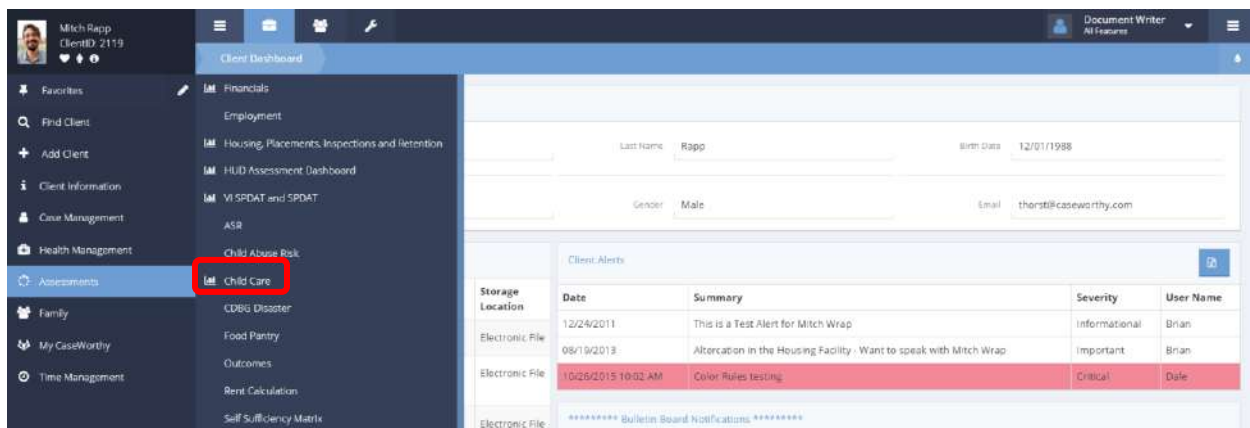 Mitch Rapp
ClientID: 2119
Document Writer
All Features
Client Dashboard
Favorites
Find Client
Add Client
Client Information
Case Management
Health Management
Assessments
Family
My CaseWorthy
Time Management
Financials
Employment
Housing, Placements, Inspections and Retention
HUD Assessment Dashboard
VI SPDAT and SPDAT
ASR
Child Abuse Risk
Child Care
CDBG Disaster
Food Pantry
Outcomes
Rent Calculation
Self Sufficiency Matrix
Last Name Rapp Birth Date 12/01/1988
Gender Male Email thorst@caseworthy.com
Storage Location
Electronic File
Electronic File
Electronic File
Client Alerts
Date Summary Severity User Name
12/24/2011 This is a Test Alert for Mitch Wrap Informational Brian
08/19/2013 Altercation in the Housing Facility - Want to speak with Mitch Wrap Important Brian
10/26/2015 10:02 AM Color Rules testing Critical Dale
********* Bulletin Board Notifications *********